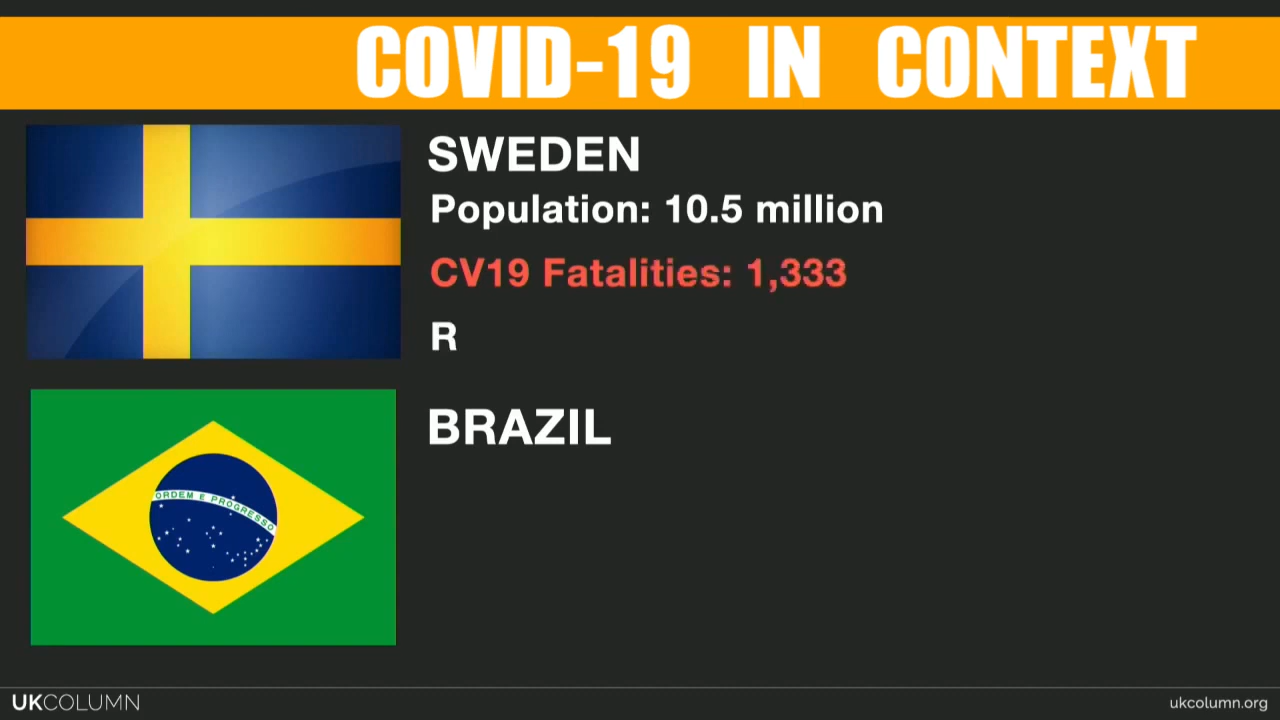 COVID-19 IN CONTEXT
SWEDEN
Population: 10.5 million
CV19 Fatalities: 1,333
R
BRAZIL
ORDEM E PROGRESSO
UKCOLUMN
ukcolumn.org